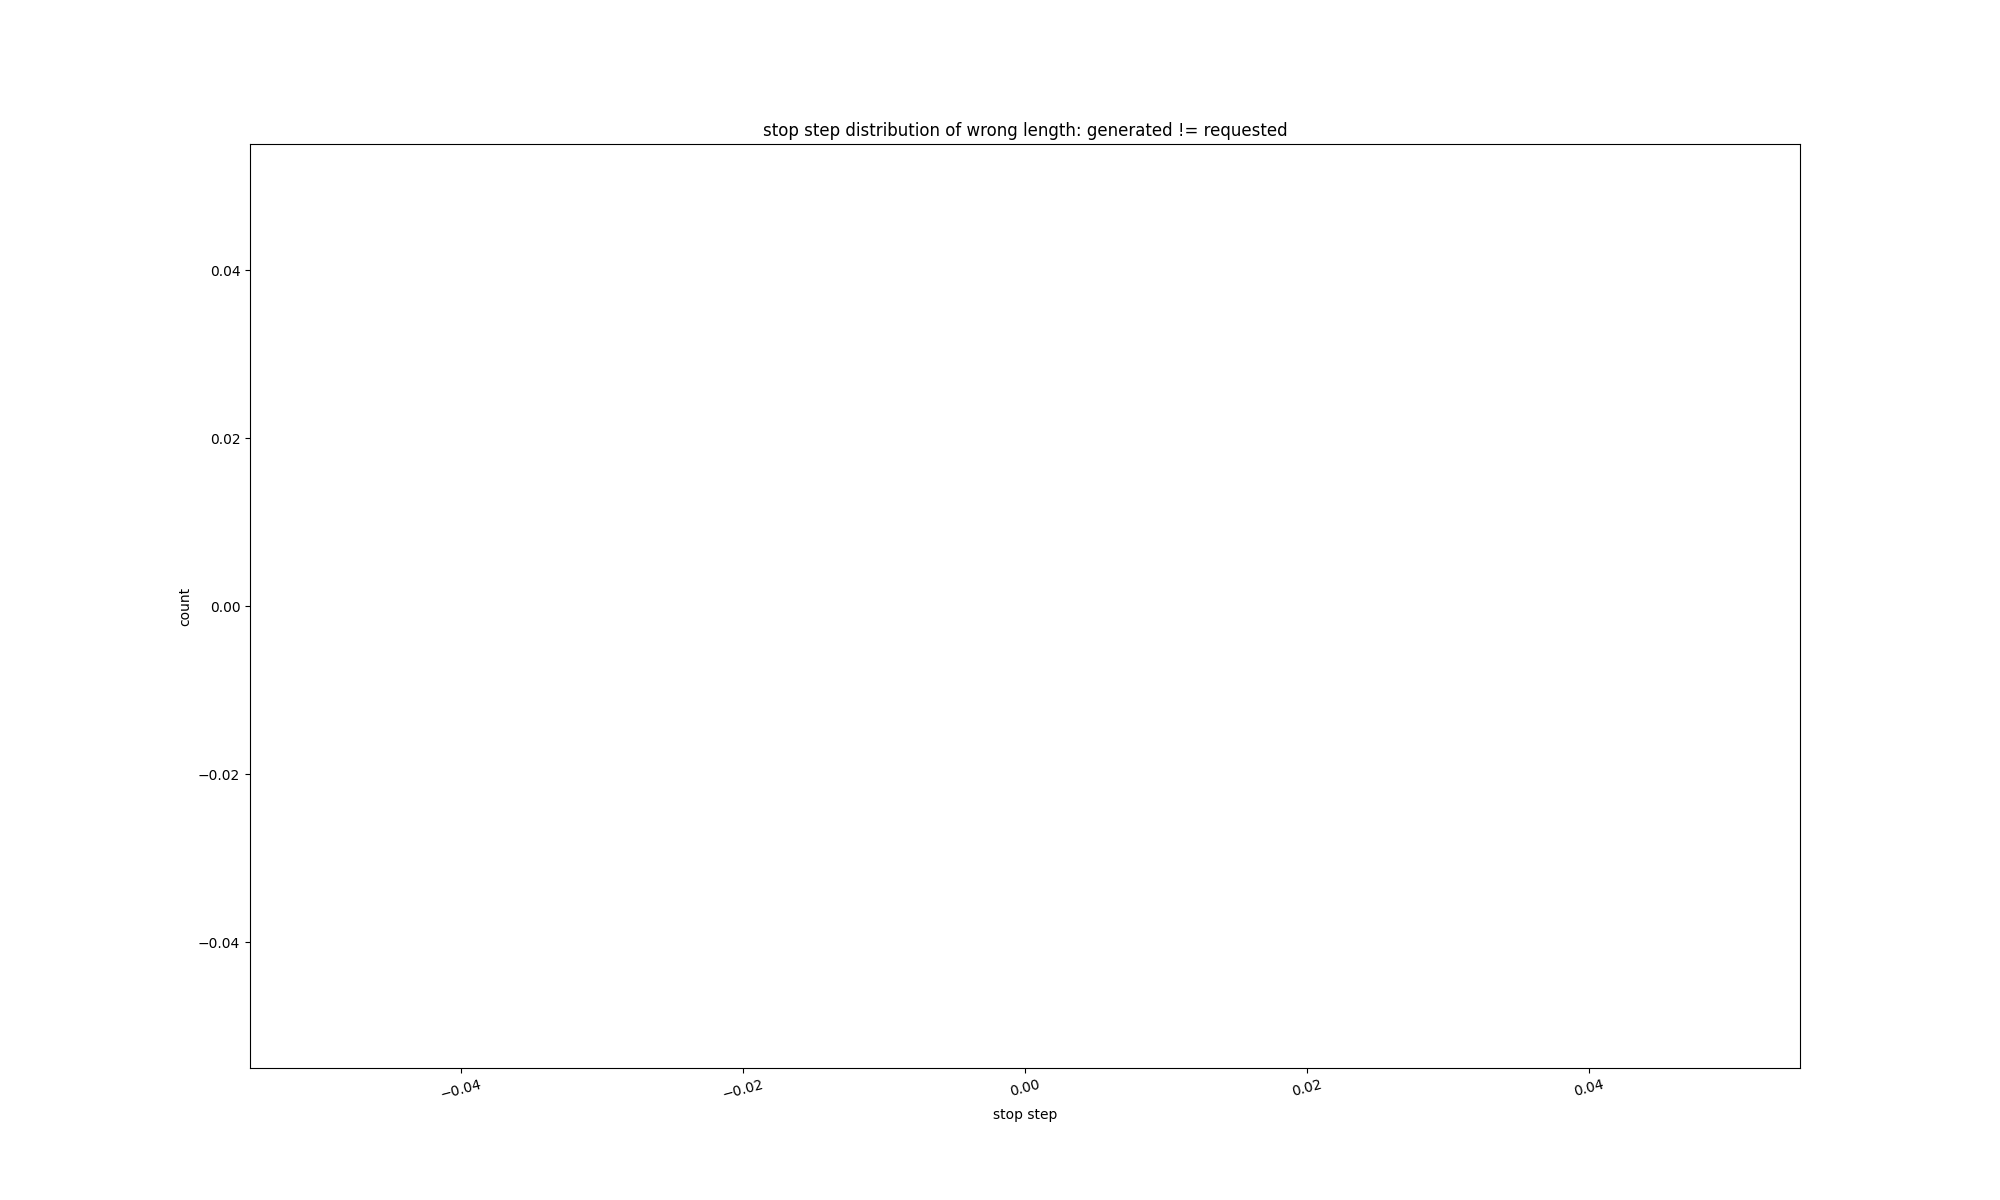 stop step distribution of wrong length: generated != requested
0.04
0.02
0.00
−0.02
−0.04
count
−0.04 −0.02 0.00 0.02 0.04
stop step